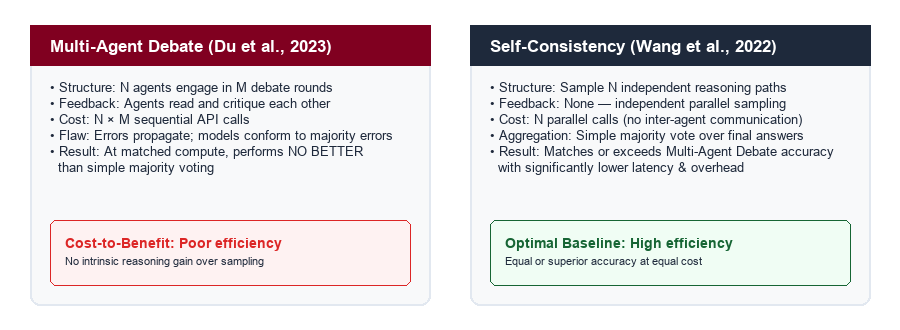 Multi-Agent Debate (Du et al., 2023)
• Structure: N agents engage in M debate rounds
• Feedback: Agents read and critique each other
• Cost: N × M sequential API calls
• Flaw: Errors propagate; models conform to majority errors
• Result: At matched compute, performs NO BETTER
than simple majority voting
Cost-to-Benefit: Poor efficiency
No intrinsic reasoning gain over sampling
Self-Consistency (Wang et al., 2022)
• Structure: Sample N independent reasoning paths
• Feedback: None — independent parallel sampling
• Cost: N parallel calls (no inter-agent communication)
• Aggregation: Simple majority vote over final answers
• Result: Matches or exceeds Multi-Agent Debate accuracy
with significantly lower latency & overhead
Optimal Baseline: High efficiency
Equal or superior accuracy at equal cost